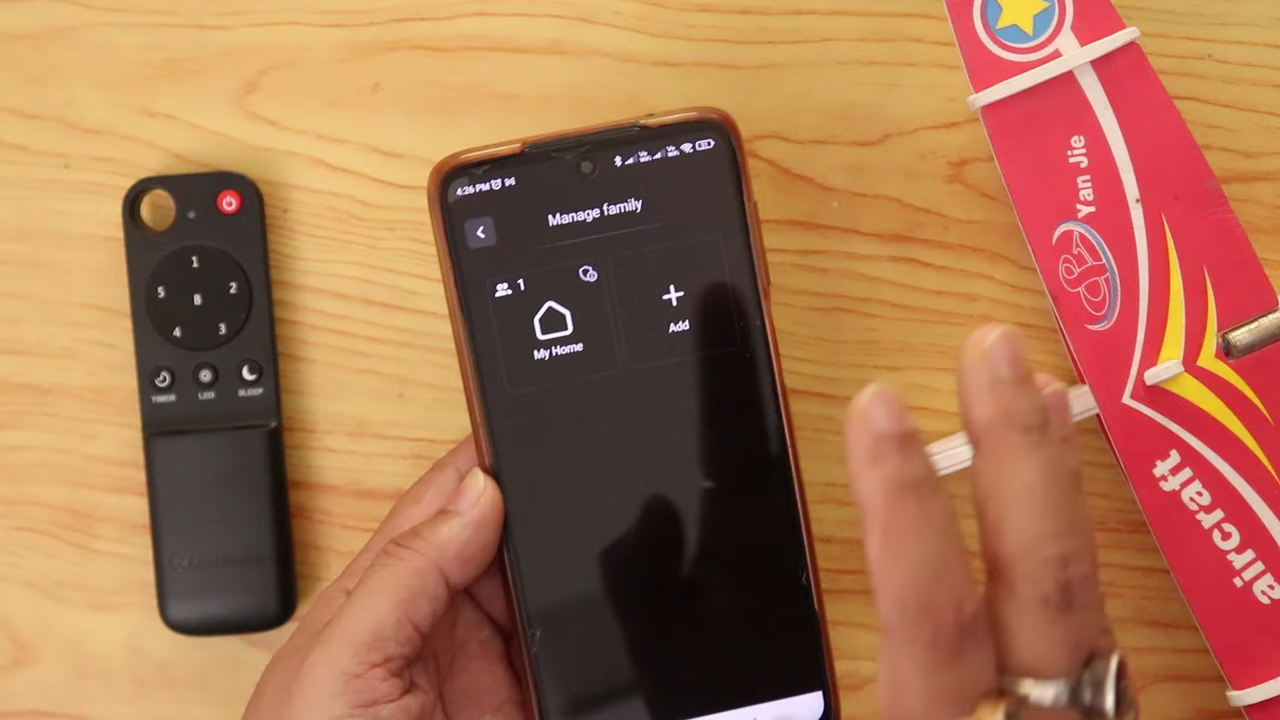 1
5
2
B
4
3
TIMER
LED
SLEEP
4:26 PM
Manage family
1
My Home
Add
& Yan Jie
aircraft